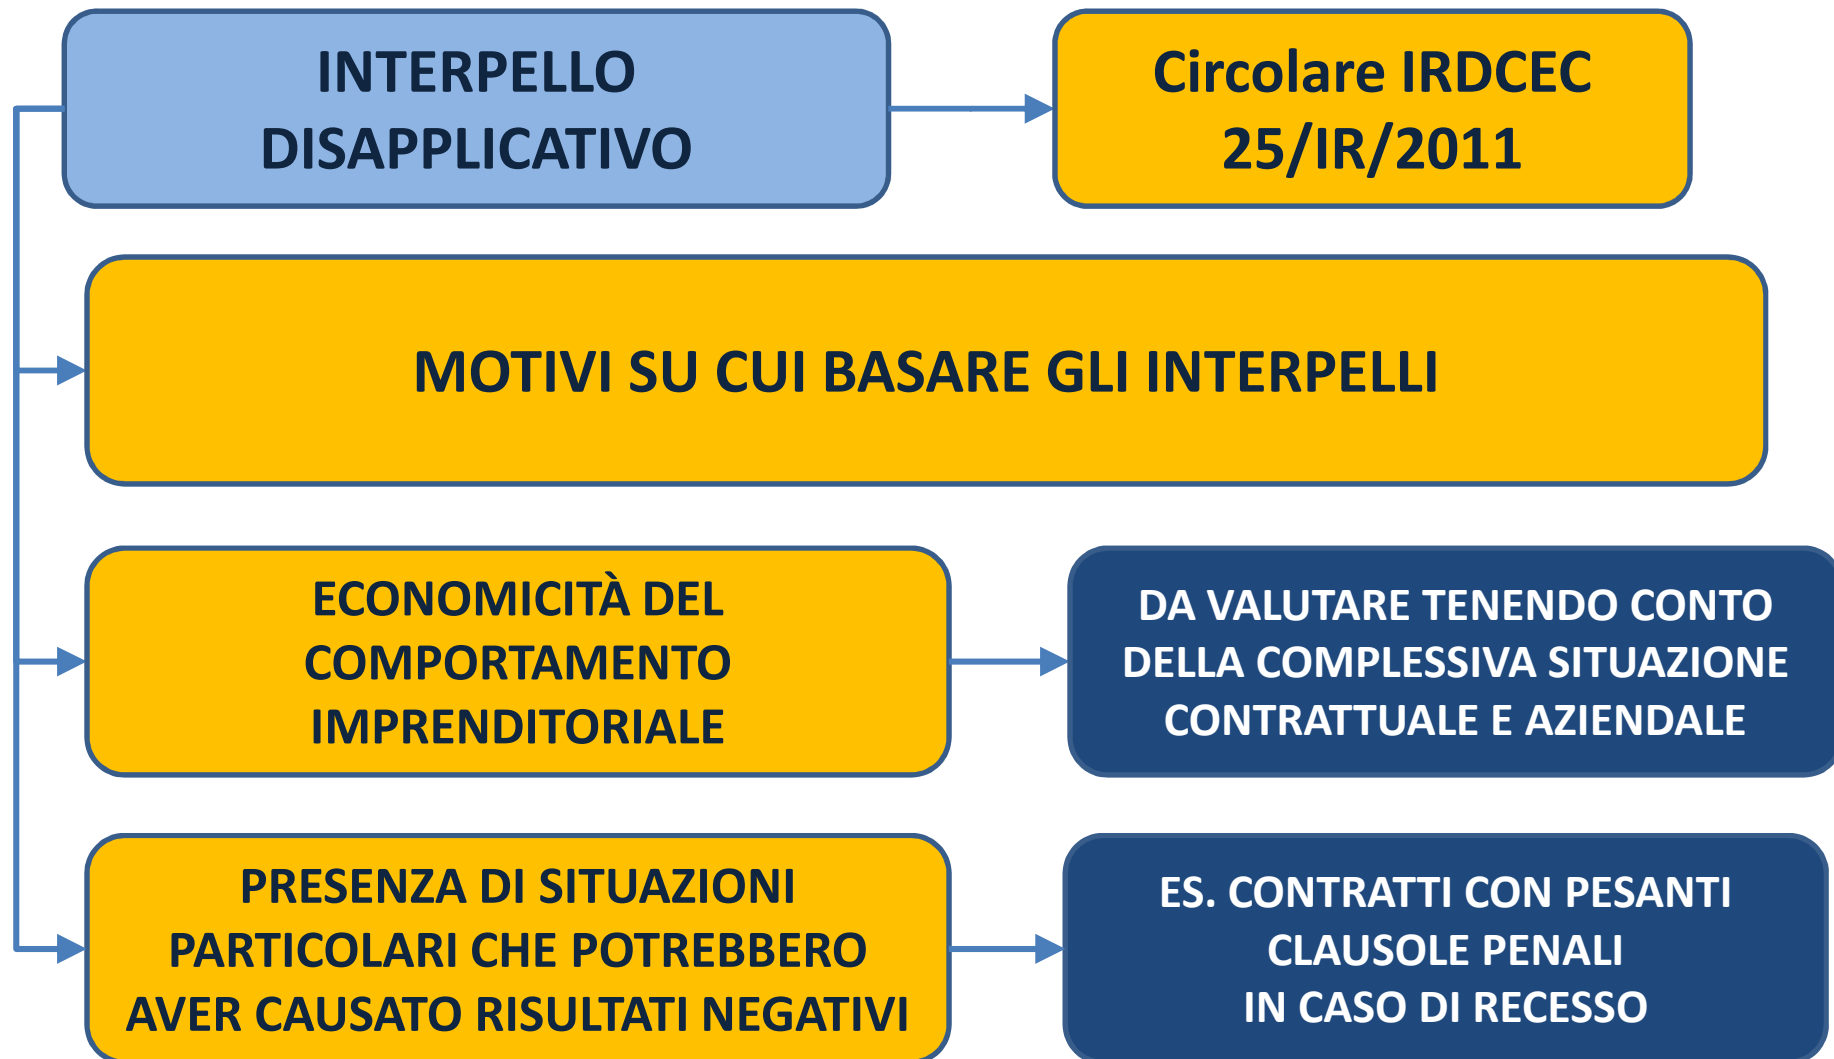 INTERPELLO
DISAPPLICATIVO
Circolare IRDCEC
25/IR/2011
MOTIVI SU CUI BASARE GLI INTERPELLI
ECONOMICITÀ DEL
COMPORTAMENTO
IMPRENDITORIALE
DA VALUTARE TENENDO CONTO
DELLA COMPLESSIVA SITUAZIONE
CONTRATTUALE E AZIENDALE
PRESENZA DI SITUAZIONI
PARTICOLARI CHE POTREBBERO
AVER CAUSATO RISULTATI NEGATIVI
ES. CONTRATTI CON PESANTI
CLAUSOLE PENALI
IN CASO DI RECESSO